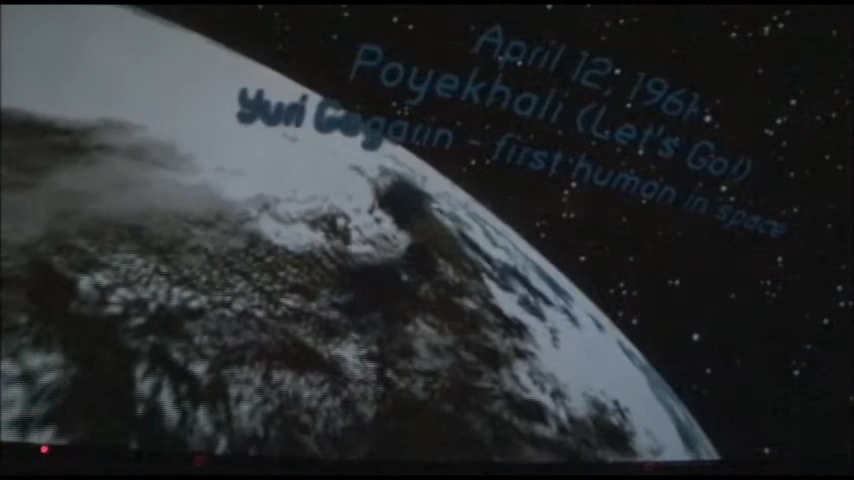 April 12, 1961
Poyekhali (Let's Go!)
Yuri Gagarin - first human in space